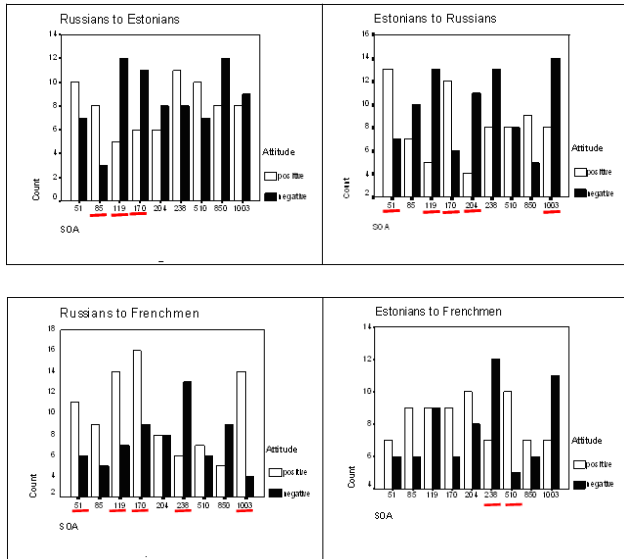 Russians to Estonians
14
12
10
8
6
4
2
0
Count
51 85 119 170 204 238 510 850 1003
SOA
Attitude
positive
negative
Estonians to Russians
16
14
12
10
8
6
4
2
Count
51 85 119 170 204 238 510 850 1003
SOA
Attitude
positive
negative
Russians to Frenchmen
18
16
14
12
10
8
6
4
2
Count
51 85 119 170 204 238 510 850 1003
SOA
Attitude
positive
negative
Estonians to Frenchmen
14
12
10
8
6
4
Count
51 85 119 170 204 238 510 850 1003
SOA
Attitude
positive
negative